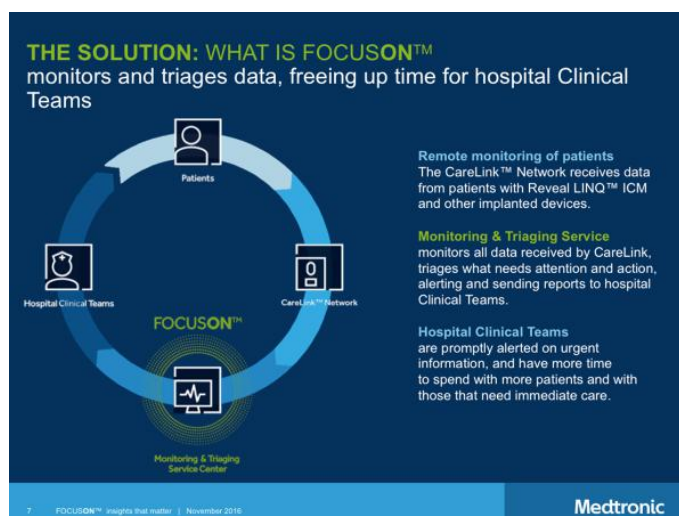 THE SOLUTION: WHAT IS FOCUSON™
monitors and triages data, freeing up time for hospital Clinical
Teams
Patients
Hospital Clinical Teams
CareLink™ Network
FOCUSON™
Monitoring & Triaging
Service Center
Remote monitoring of patients
The CareLink™ Network receives data
from patients with Reveal LINQ™ ICM
and other implanted devices.
Monitoring & Triaging Service
monitors all data received by CareLink,
triages what needs attention and action,
alerting and sending reports to hospital
Clinical Teams.
Hospital Clinical Teams
are promptly alerted on urgent
information, and have more time
to spend with more patients and with
those that need immediate care.
7 FOCUSON™ insights that matter | November 2016
Medtronic